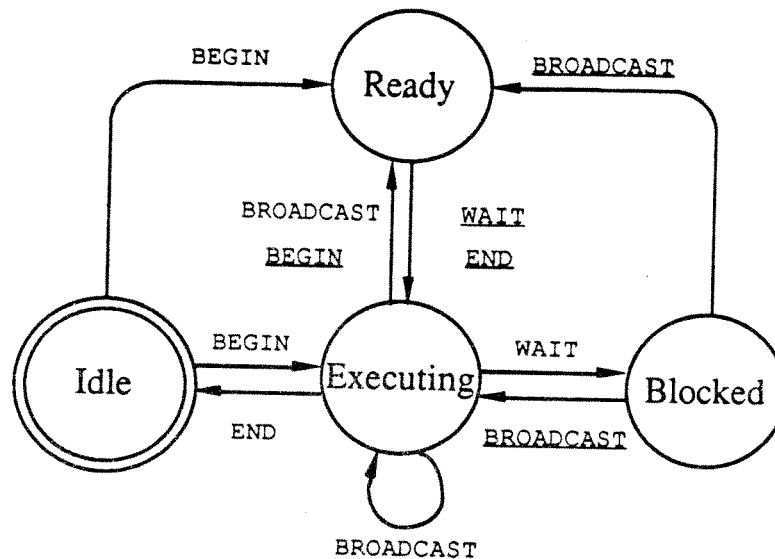 BEGIN
Ready
BROADCAST
BROADCAST
WAIT
BEGIN
END
Idle
BEGIN
END
Executing
WAIT
BROADCAST
Blocked
BROADCAST